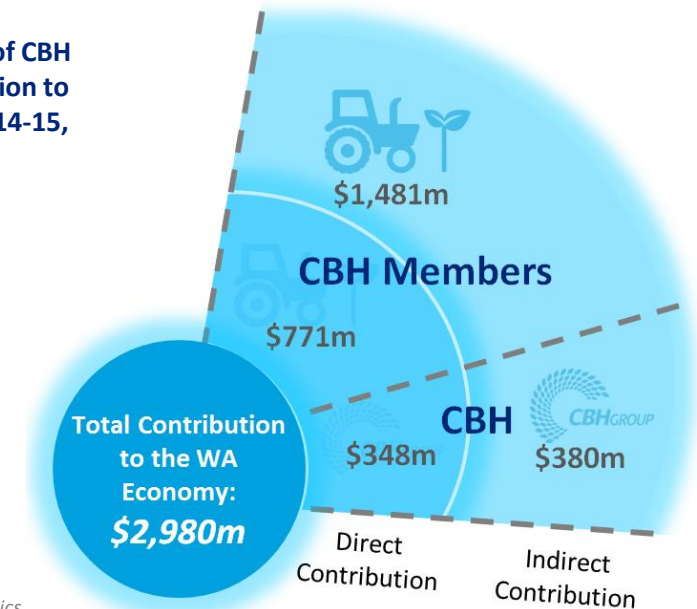 of CBH
ion to
14-15,
$1,481m
CBH Members
$771m
Total Contribution
to the WA
Economy:
$2,980m
CBH
CBHGROUP
$348m
$380m
Direct
Contribution
Indirect
Contribution
ics